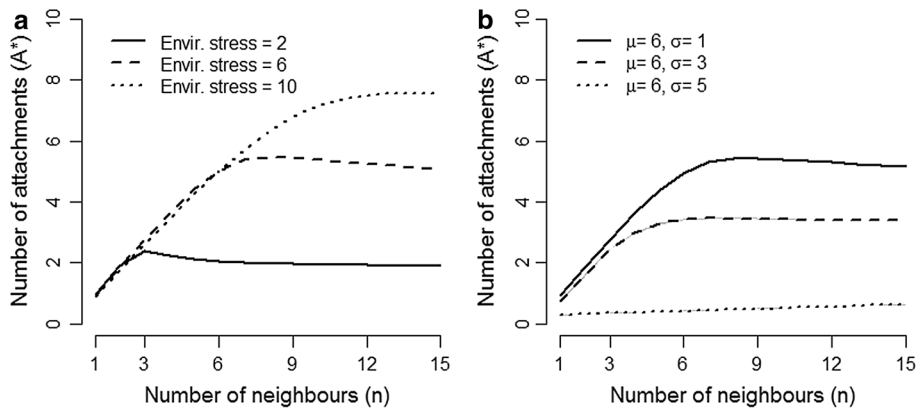 a
Number of attachments (A*)
10
8
6
4
2
0
Envir. stress = 2
Envir. stress = 6
Envir. stress = 10
1 3 6 9 12 15
Number of neighbours (n)
b
Number of attachments (A*)
10
8
6
4
2
0
μ= 6, σ= 1
μ= 6, σ= 3
μ= 6, σ= 5
1 3 6 9 12 15
Number of neighbours (n)